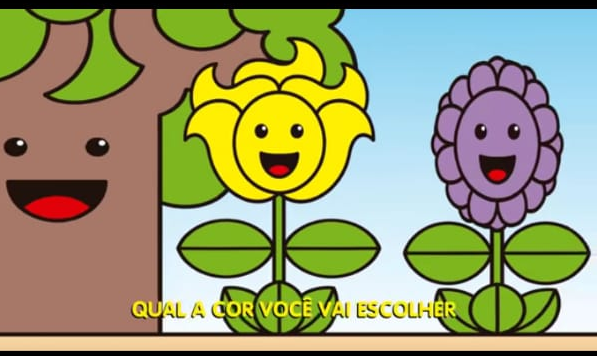 QUAL A COR VOCÊ VAI ESCOLHER